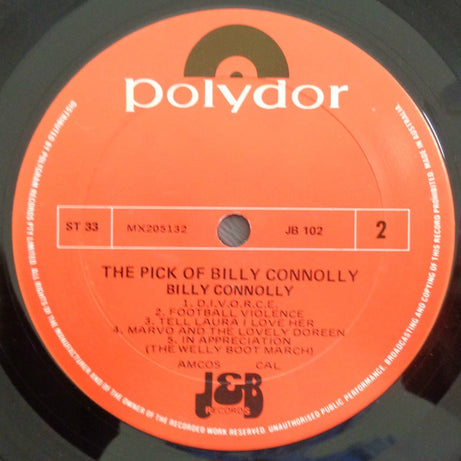 polydor
ST 33
MX205132
JB 102
2
THE PICK OF BILLY CONNOLLY
BILLY CONNOLLY
1. D.I.V.O.R.C.E.
2. FOOTBALL VIOLENCE
3. TELL LAURA I LOVE HER
4. MARVO AND THE LOVELY DOREEN
5. IN APPRECIATION
(THE WELLY BOOT MARCH)
AMCOS CAL
J&B
RECORDS
DISTRIBUTED BY POLYGRAM RECORDS PTY LIMITED. ALL RIGHTS OF THE MANUFACTURER AND OF THE OWNER OF THE RECORDED WORK RESERVED. UNAUTHORISED PUBLIC PERFORMANCE, BROADCASTING AND COPYING OF THIS RECORD PROHIBITED. MADE IN AUSTRALIA.